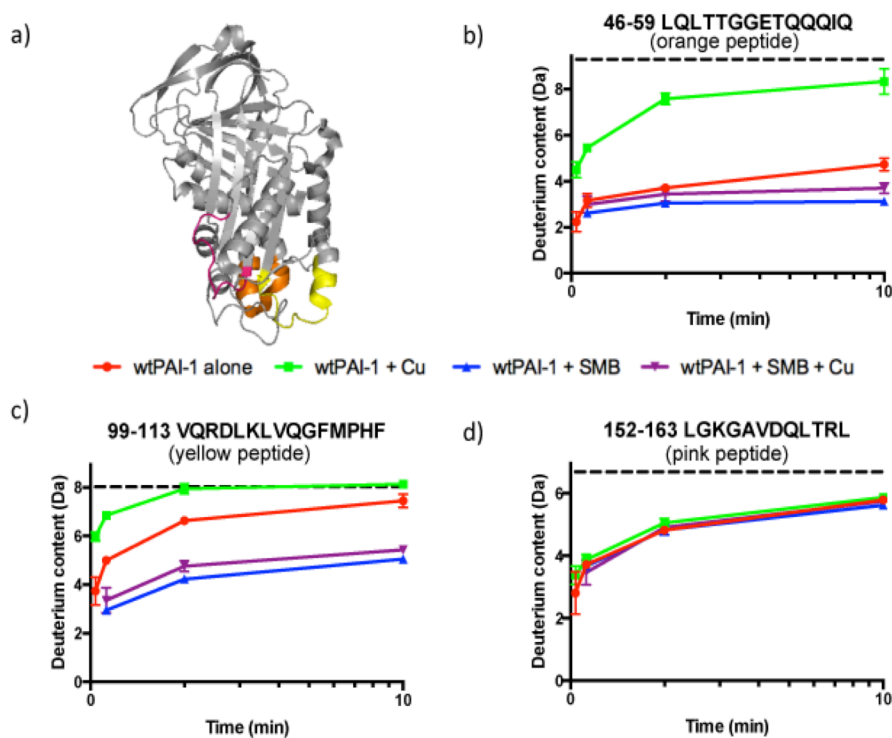 a)
b)
46-59 LQLTTGGETQQQIQ
(orange peptide)
Deuterium content (Da)
8
6
4
2
0
0
10
Time (min)
wtPAI-1 alone
wtPAI-1 + Cu
wtPAI-1 + SMB
wtPAI-1 + SMB + Cu
c)
99-113 VQRDLKLVQGFMPHF
(yellow peptide)
Deuterium content (Da)
8
6
4
2
0
0
10
Time (min)
d)
152-163 LGKGAVDQLTRL
(pink peptide)
Deuterium content (Da)
6
4
2
0
0
10
Time (min)